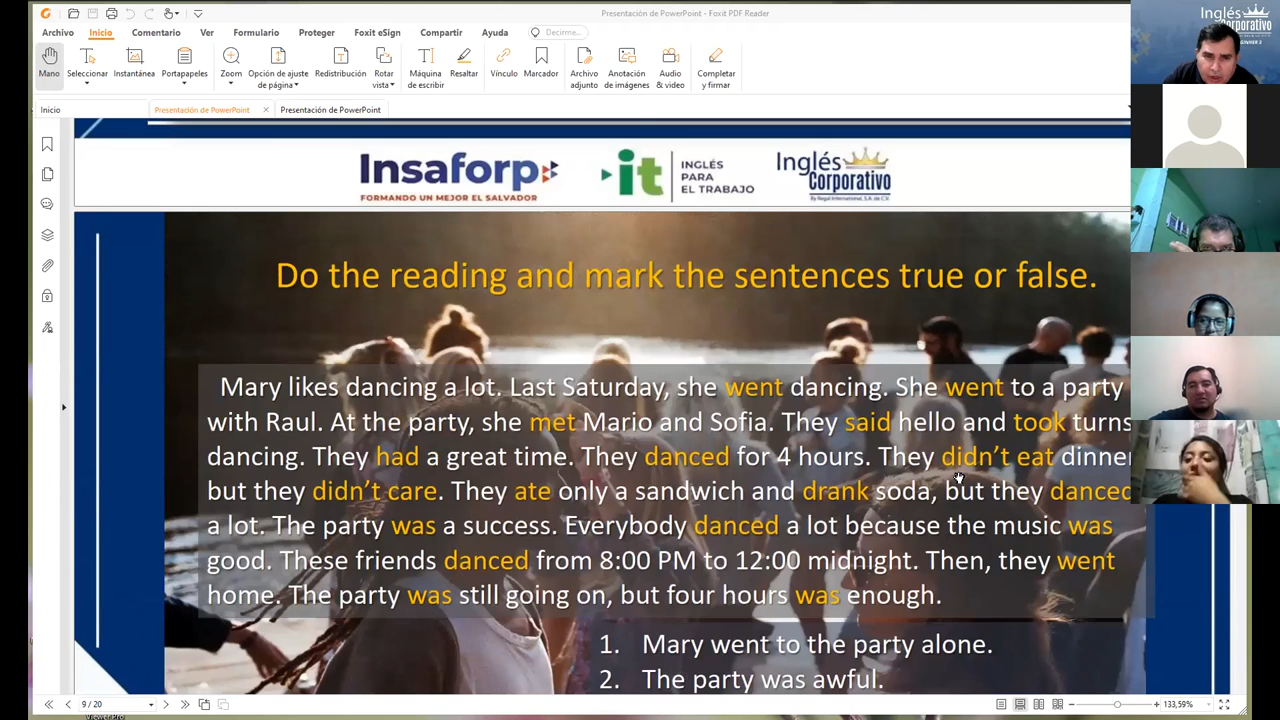 Presentación de PowerPoint - Foxit PDF Reader
Archivo Inicio Comentario Ver Formulario Proteger Foxit eSign Compartir Ayuda Decirme...
Mano Seleccionar Instantánea Portapapeles Zoom Opción de ajuste de página Redistribución Rotar vista Máquina de escribir Resaltar Vínculo Marcador Archivo adjunto Anotación de imágenes Audio & video Completar y firmar
Inicio Presentación de PowerPoint × Presentación de PowerPoint
Insaforp
FORMANDO UN MEJOR EL SALVADOR
it
INGLÉS
PARA
EL TRABAJO
Inglés
Corporativo
By Regal International, S.A. de C.V.
Do the reading and mark the sentences true or false.
Mary likes dancing a lot. Last Saturday, she went dancing. She went to a party
with Raul. At the party, she met Mario and Sofia. They said hello and took turns
dancing. They had a great time. They danced for 4 hours. They didn't eat dinner
but they didn't care. They ate only a sandwich and drank soda, but they danced
a lot. The party was a success. Everybody danced a lot because the music was
good. These friends danced from 8:00 PM to 12:00 midnight. Then, they went
home. The party was still going on, but four hours was enough.
1. Mary went to the party alone.
2. The party was awful.
9 / 20
133,59%
Viewer.Pro
Inglés
Corporativo